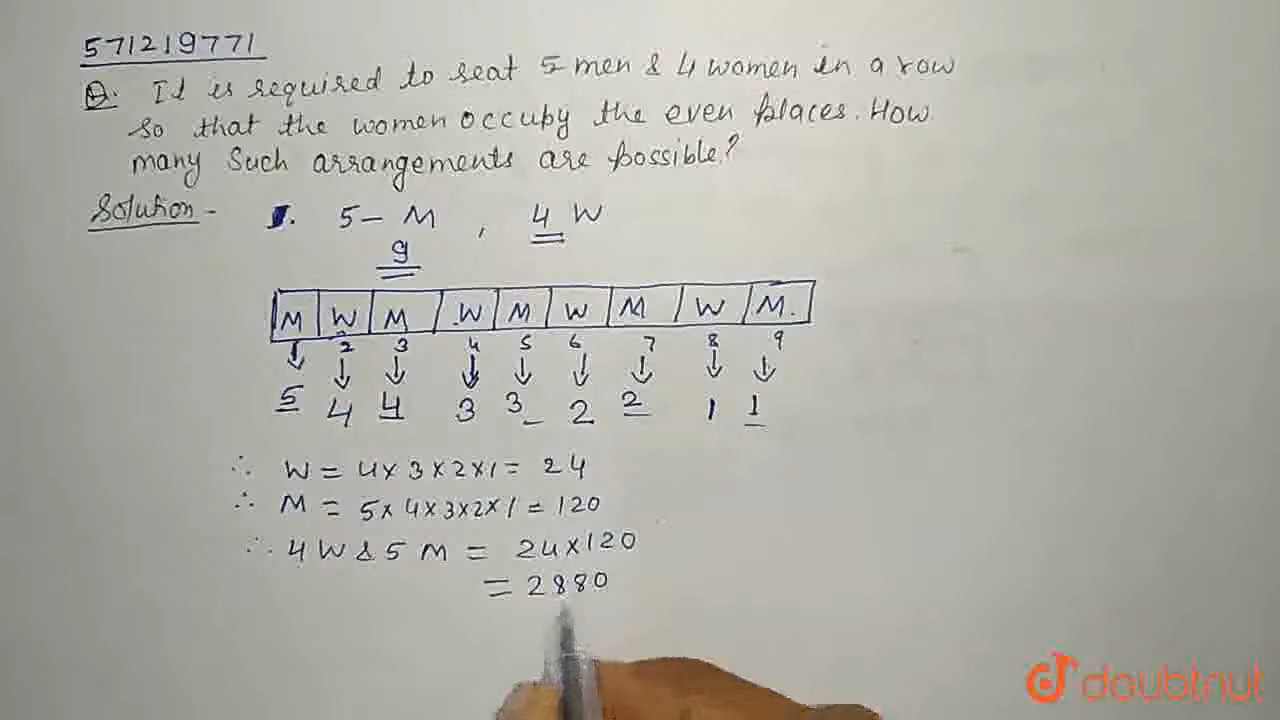 571219771
Q. It is required to seat 5 men & 4 women in a row
so that the women occupy the even places. How
many such arrangements are possible?
Solution - 1. 5 - M , 4 W
9
M W M W M W M W M.
2 3 4 5 6 7 8 9
5 4 4 3 3 2 2 1 1
∴ W = 4 × 3 × 2 × 1 = 24
∴ M = 5 × 4 × 3 × 2 × 1 = 120
∴ 4 W & 5 M = 24 × 120
= 2880
doubtnut